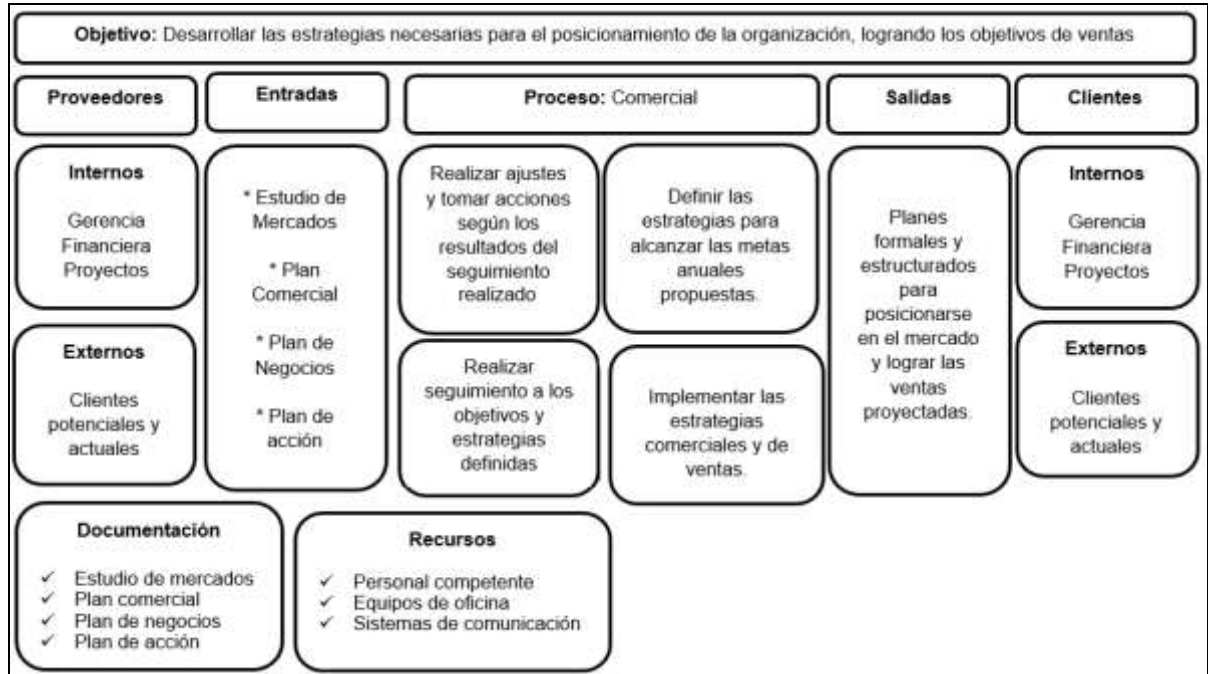 Objetivo: Desarrollar las estrategias necesarias para el posicionamiento de la organización, logrando los objetivos de ventas
Proveedores
Entradas
Proceso: Comercial
Salidas
Clientes
Internos
Gerencia
Financiera
Proyectos
Externos
Clientes
potenciales y
actuales
* Estudio de
Mercados
* Plan
Comercial
* Plan de
Negocios
* Plan de
acción
Realizar ajustes
y tomar acciones
según los
resultados del
seguimiento
realizado
Definir las
estrategias para
alcanzar las metas
anuales
propuestas.
Realizar
seguimiento a los
objetivos y
estrategias
definidas
Implementar las
estrategias
comerciales y de
ventas.
Planes
formales y
estructurados
para
posicionarse
en el mercado
y lograr las
ventas
proyectadas.
Internos
Gerencia
Financiera
Proyectos
Externos
Clientes
potenciales y
actuales
Documentación
✓ Estudio de mercados
✓ Plan comercial
✓ Plan de negocios
✓ Plan de acción
Recursos
✓ Personal competente
✓ Equipos de oficina
✓ Sistemas de comunicación